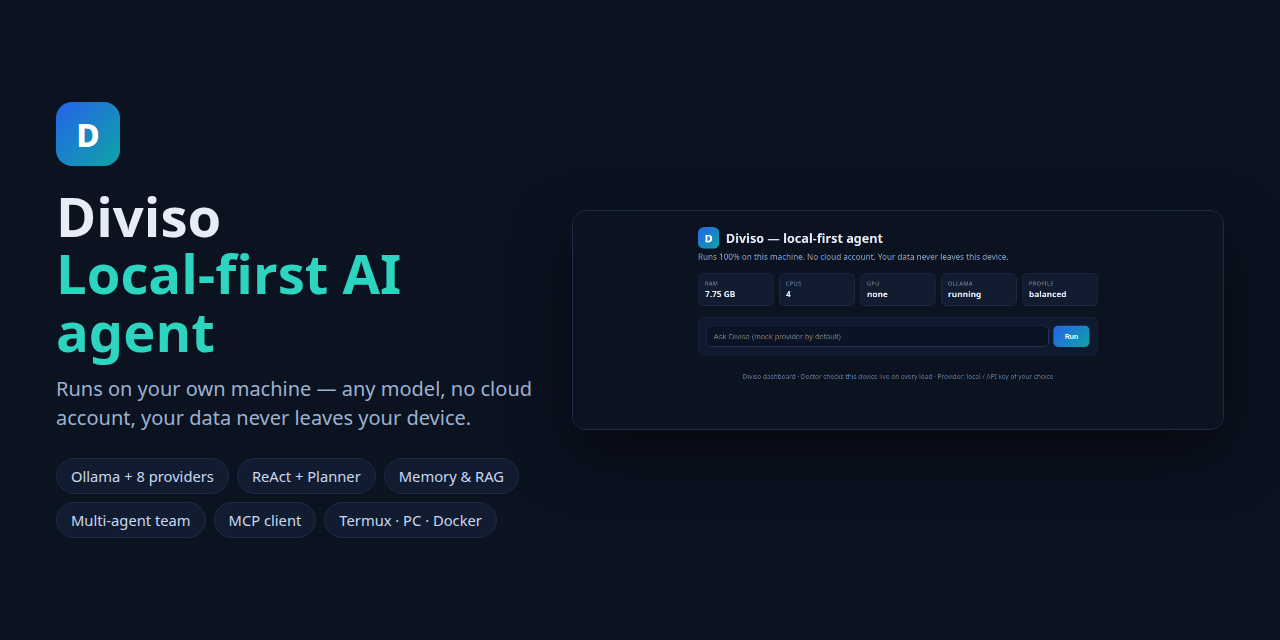 D
Diviso
Local-first AI
agent
Runs on your own machine — any model, no cloud
account, your data never leaves your device.
Ollama + 8 providers
ReAct + Planner
Memory & RAG
Multi-agent team
MCP client
Termux · PC · Docker
D
Diviso — local-first agent
Runs 100% on this machine. No cloud account. Your data never leaves this device.
RAM
7.75 GB
CPUS
4
GPU
none
OLLAMA
running
PROFILE
balanced
Ask Diviso (mock provider by default)
Run
Diviso dashboard · Doctor checks this device live on every load · Provider: local / API key of your choice